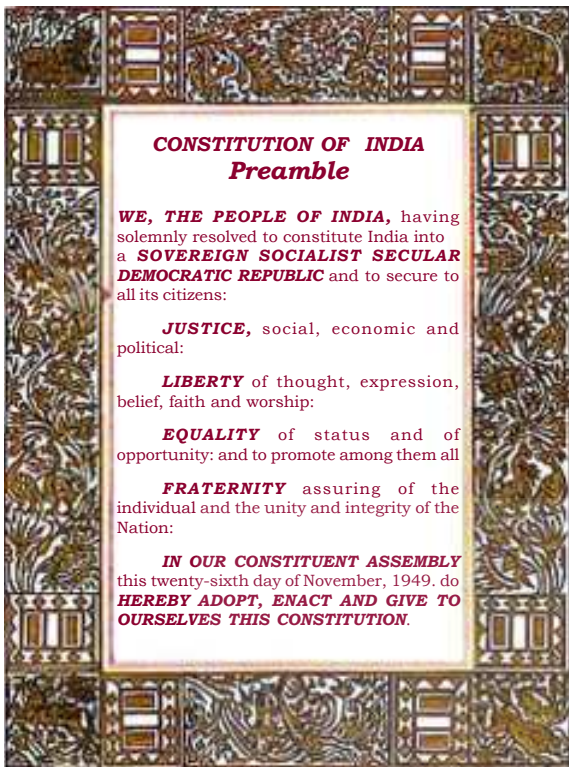 CONSTITUTION OF INDIA
Preamble
WE, THE PEOPLE OF INDIA, having
solemnly resolved to constitute India into
a SOVEREIGN SOCIALIST SECULAR
DEMOCRATIC REPUBLIC and to secure to
all its citizens:
JUSTICE, social, economic and
political:
LIBERTY of thought, expression,
belief, faith and worship:
EQUALITY of status and of
opportunity: and to promote among them all
FRATERNITY assuring of the
individual and the unity and integrity of the
Nation:
IN OUR CONSTITUENT ASSEMBLY
this twenty-sixth day of November, 1949. do
HEREBY ADOPT, ENACT AND GIVE TO
OURSELVES THIS CONSTITUTION.